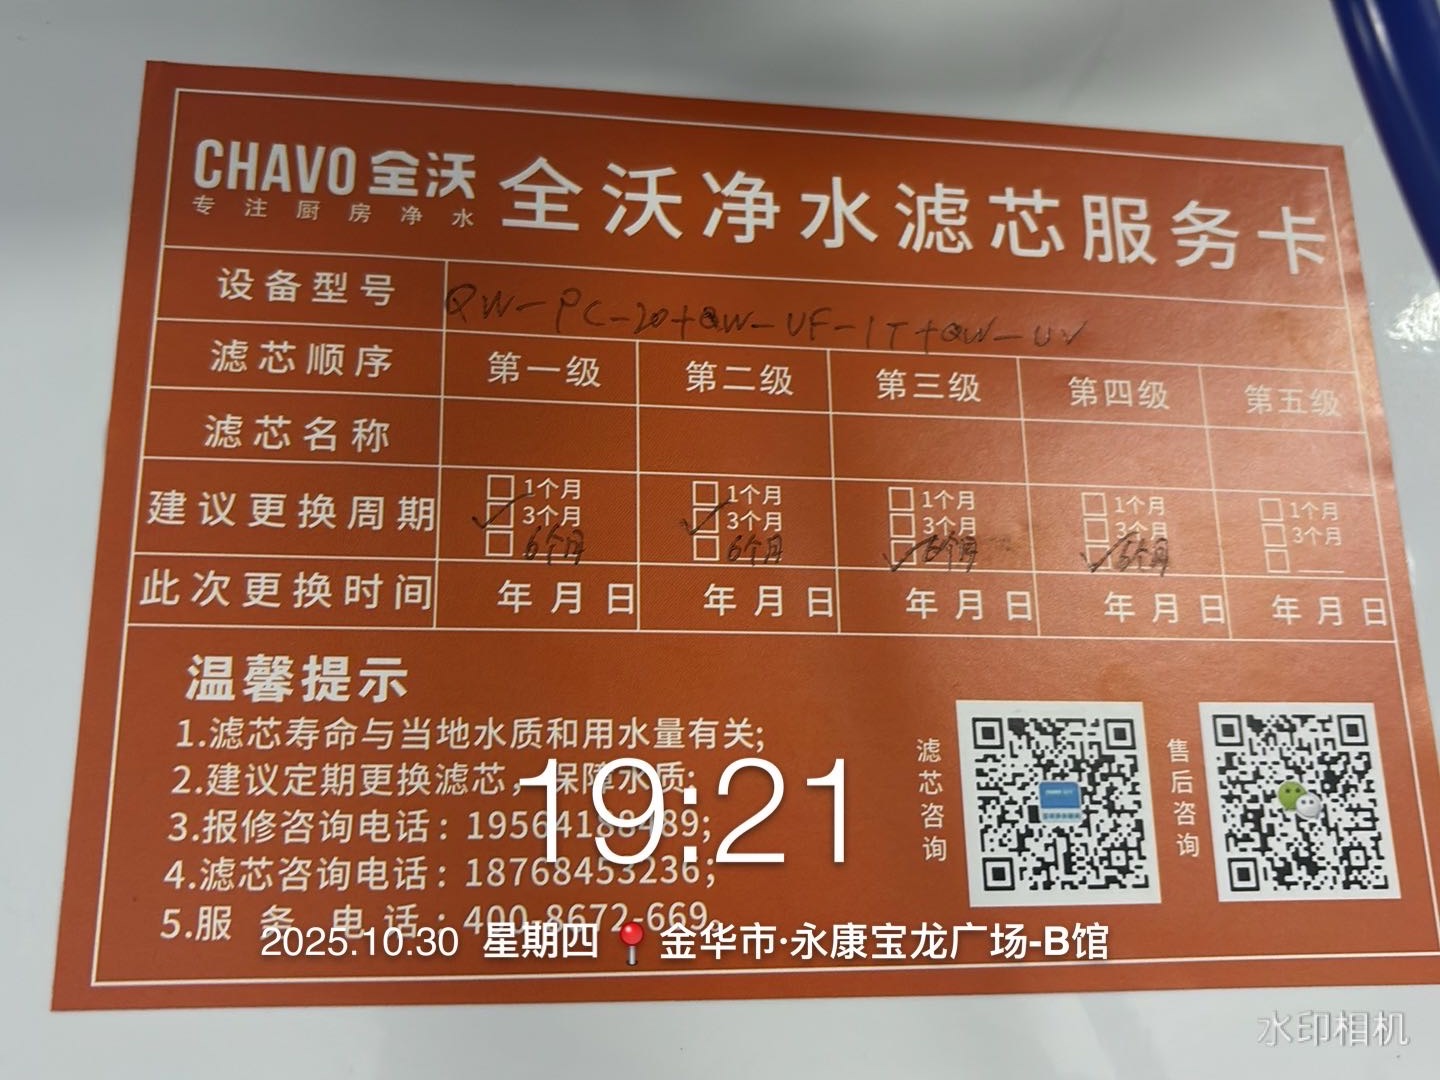 CHAVO 全沃
专注厨房净水
全沃净水滤芯服务卡
设备型号 QW-PC-20+QW-UF-1T+QW-UV
滤芯顺序 第一级 第二级 第三级 第四级 第五级
滤芯名称
建议更换周期
□1个月 □1个月 □1个月 □1个月 □1个月
✓□3个月 ✓□3个月 □3个月 □3个月 □3个月
□6个月 □6个月 ✓□6个月 ✓□6个月 □
此次更换时间 年月日 年月日 年月日 年月日 年月日
温馨提示
1.滤芯寿命与当地水质和用水量有关;
2.建议定期更换滤芯，保障水质;
3.报修咨询电话：19564188489;
4.滤芯咨询电话：18768453236;
5.服务电话：400-8672-669。
滤芯咨询
售后咨询
19:21
2025.10.30 星期四 金华市·永康宝龙广场-B馆
水印相机